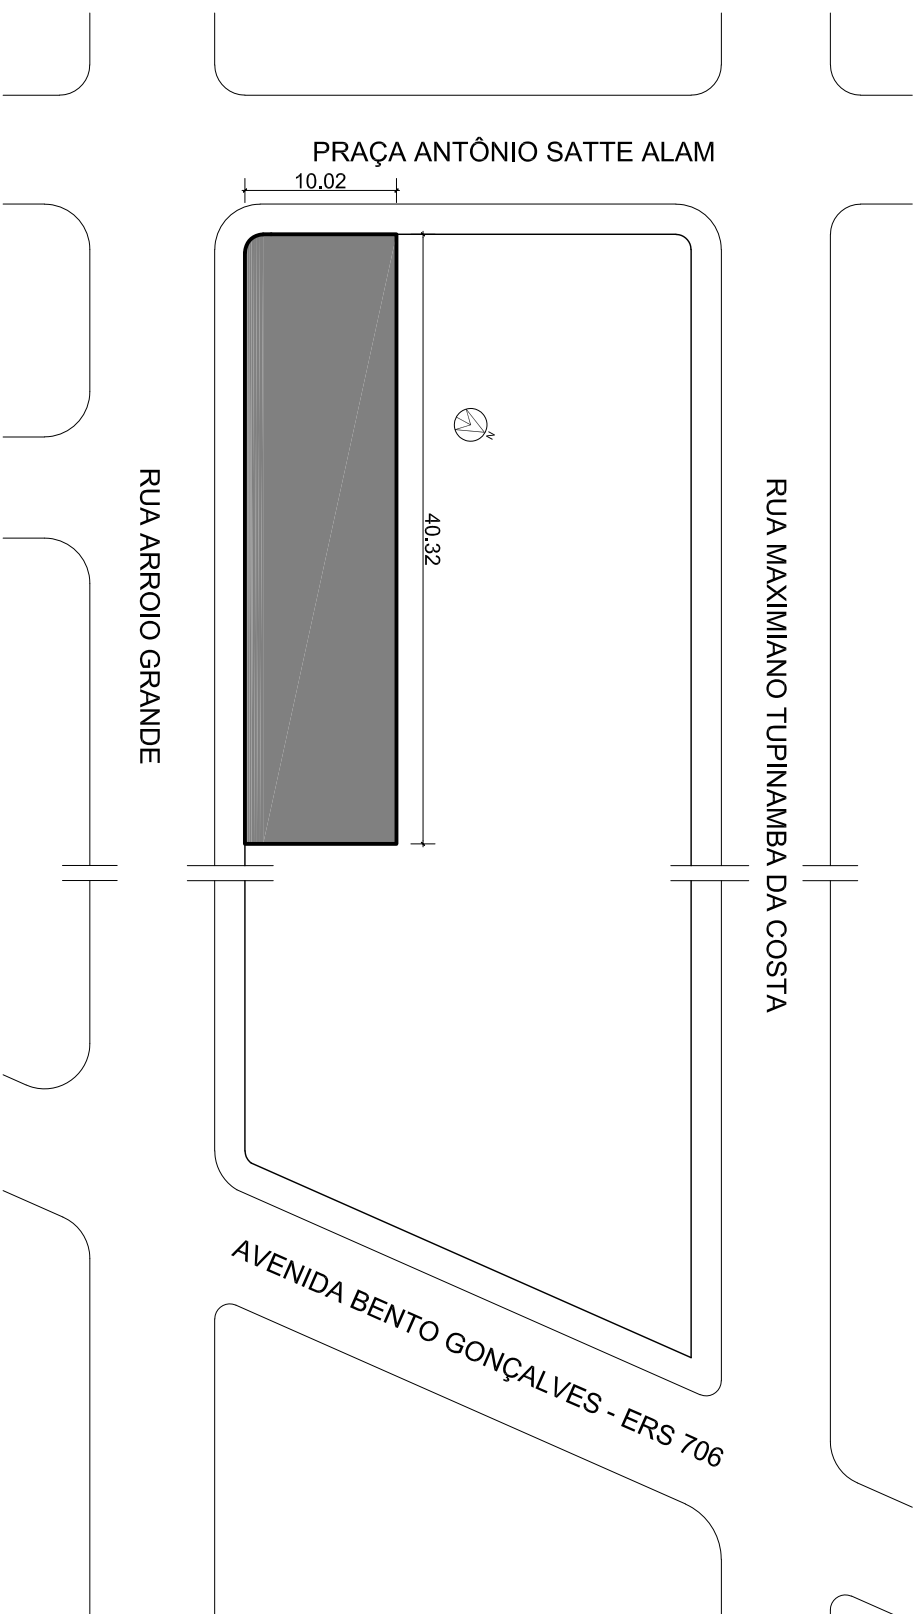 PRAÇA ANTÔNIO SATTE ALAM
10.02
N
40.32
RUA ARROIO GRANDE
RUA MAXIMIANO TUPINAMBA DA COSTA
AVENIDA BENTO GONÇALVES - ERS 706